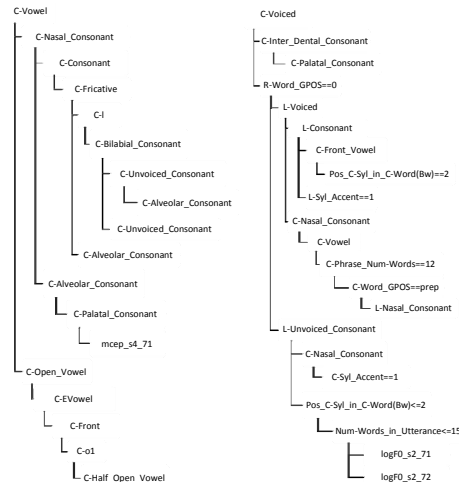 C-Vowel
C-Nasal_Consonant
C-Consonant
C-Fricative
C-l
C-Bilabial_Consonant
C-Unvoiced_Consonant
C-Alveolar_Consonant
C-Unvoiced_Consonant
C-Alveolar_Consonant
C-Alveolar_Consonant
C-Palatal_Consonant
mcep_s4_71
C-Open_Vowel
C-EVowel
C-Front
C-o1
C-Half_Open_Vowel
C-Voiced
C-Inter_Dental_Consonant
C-Palatal_Consonant
R-Word_GPOS==0
L-Voiced
L-Consonant
C-Front_Vowel
Pos_C-Syl_in_C-Word(Bw)==2
L-Syl_Accent==1
C-Nasal_Consonant
C-Vowel
C-Phrase_Num-Words==12
C-Word_GPOS==prep
L-Nasal_Consonant
L-Unvoiced_Consonant
C-Nasal_Consonant
C-Syl_Accent==1
Pos_C-Syl_in_C-Word(Bw)<=2
Num-Words_in_Utterance<=15
logF0_s2_71
logF0_s2_72